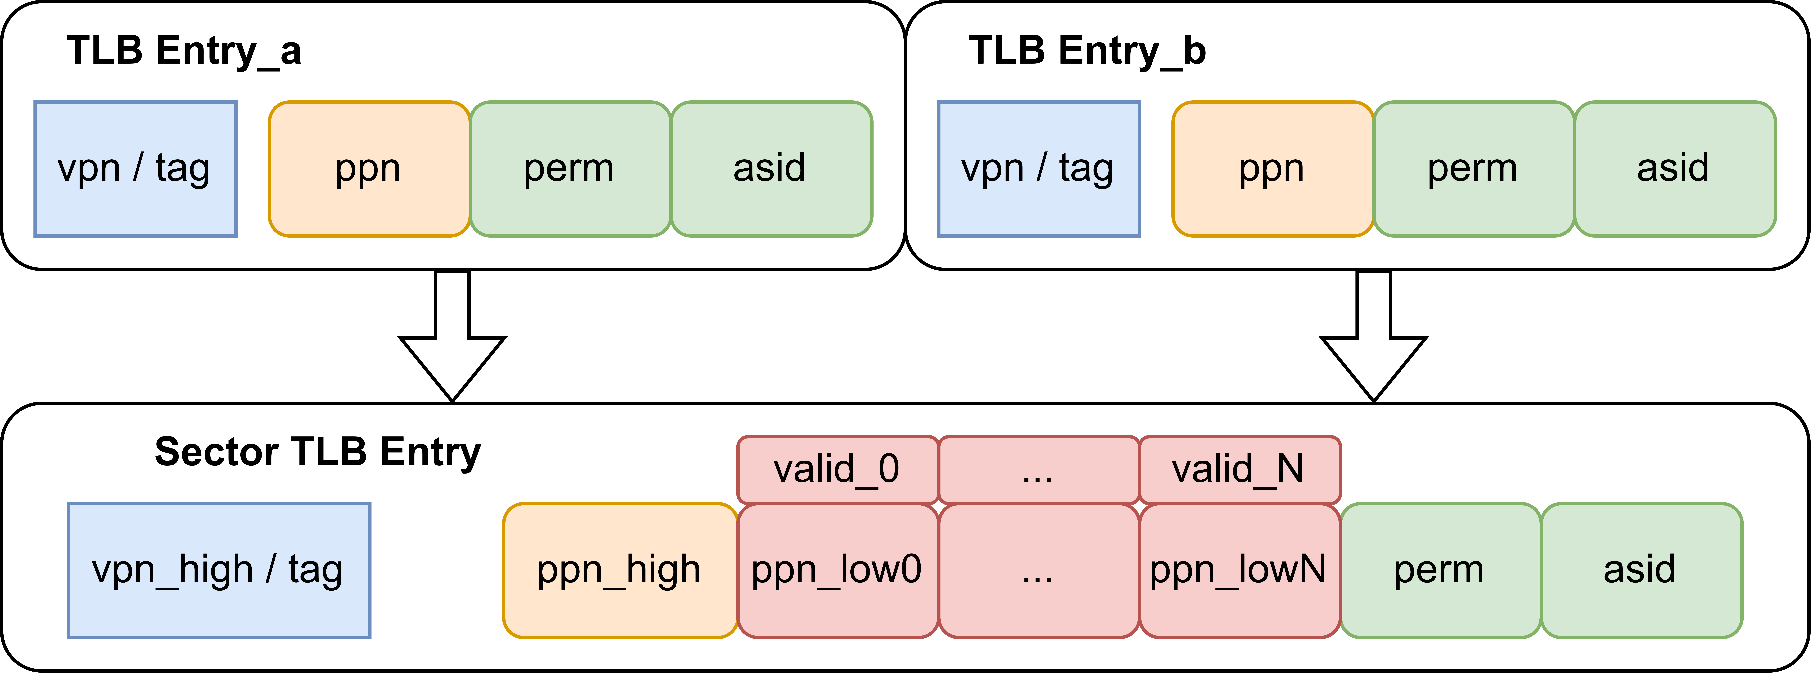 TLB Entry_a
vpn / tag ppn perm asid
TLB Entry_b
vpn / tag ppn perm asid
Sector TLB Entry
valid_0 ... valid_N
vpn_high / tag ppn_high ppn_low0 ... ppn_lowN perm asid